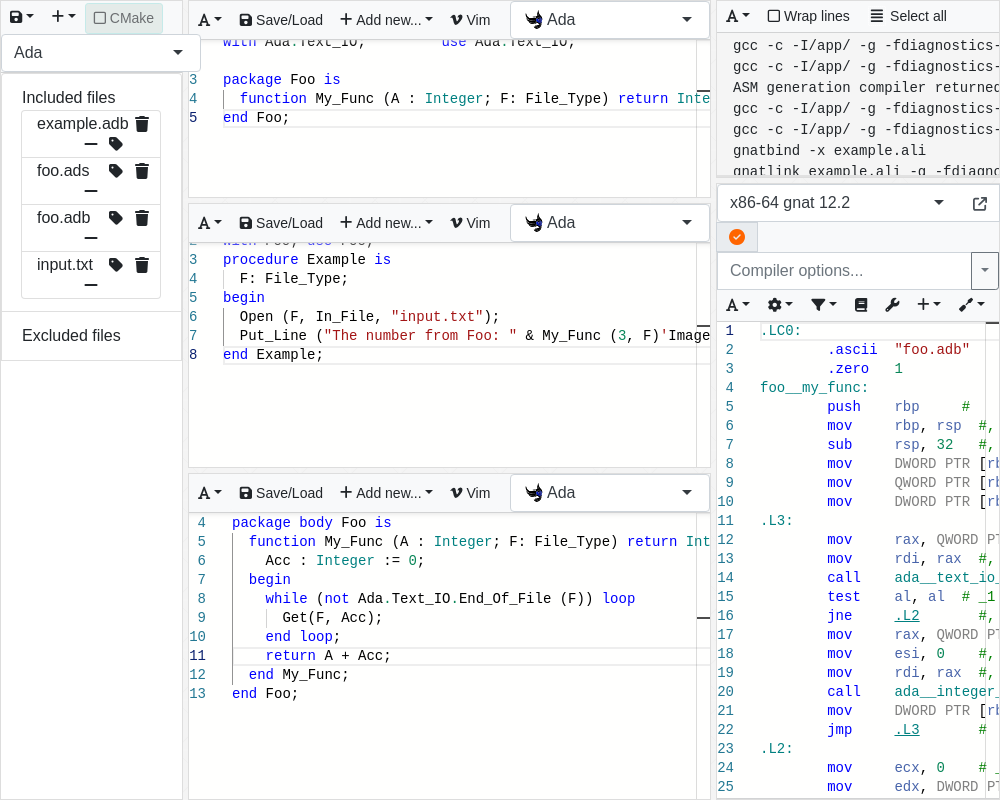 CMake
Ada
Included files
example.adb
foo.ads
foo.adb
input.txt
Excluded files
A Save/Load Add new... Vim Ada
with Ada.Text_IO; use Ada.Text_IO;
3 package Foo is
4 function My_Func (A : Integer; F: File_Type) return Inte
5 end Foo;
A Save/Load Add new... Vim Ada
2 with Foo; use Foo;
3 procedure Example is
4 F: File_Type;
5 begin
6 Open (F, In_File, "input.txt");
7 Put_Line ("The number from Foo: " & My_Func (3, F)'Image
8 end Example;
A Save/Load Add new... Vim Ada
4 package body Foo is
5 function My_Func (A : Integer; F: File_Type) return Int
6 Acc : Integer := 0;
7 begin
8 while (not Ada.Text_IO.End_Of_File (F)) loop
9 Get(F, Acc);
10 end loop;
11 return A + Acc;
12 end My_Func;
13 end Foo;
A Wrap lines Select all
gcc -c -I/app/ -g -fdiagnostics-
gcc -c -I/app/ -g -fdiagnostics-
ASM generation compiler returned
gcc -c -I/app/ -g -fdiagnostics-
gcc -c -I/app/ -g -fdiagnostics-
gnatbind -x example.ali
gnatlink example.ali -g -fdiagno
x86-64 gnat 12.2
Compiler options...
A
1 .LC0:
2 .ascii "foo.adb"
3 .zero 1
4 foo__my_func:
5 push rbp #
6 mov rbp, rsp #,
7 sub rsp, 32 #,
8 mov DWORD PTR [rb
9 mov QWORD PTR [rb
10 mov DWORD PTR [rb
11 .L3:
12 mov rax, QWORD PT
13 mov rdi, rax #,
14 call ada__text_io_
15 test al, al # _1
16 jne .L2 #,
17 mov rax, QWORD PT
18 mov esi, 0 #,
19 mov rdi, rax #,
20 call ada__integer_
21 mov DWORD PTR [rb
22 jmp .L3 #
23 .L2:
24 mov ecx, 0 # _
25 mov edx, DWORD PT